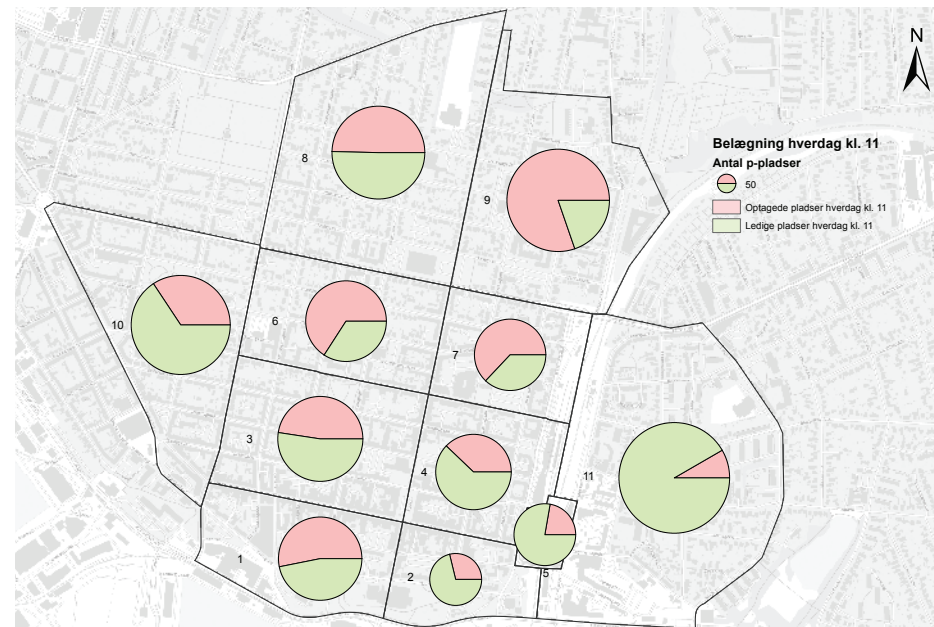 N
Belægning hverdag kl. 11
Antal p-pladser
50
Optagede pladser hverdag kl. 11
Ledige pladser hverdag kl. 11
8
9
10
6
7
3
4
11
1
2
5